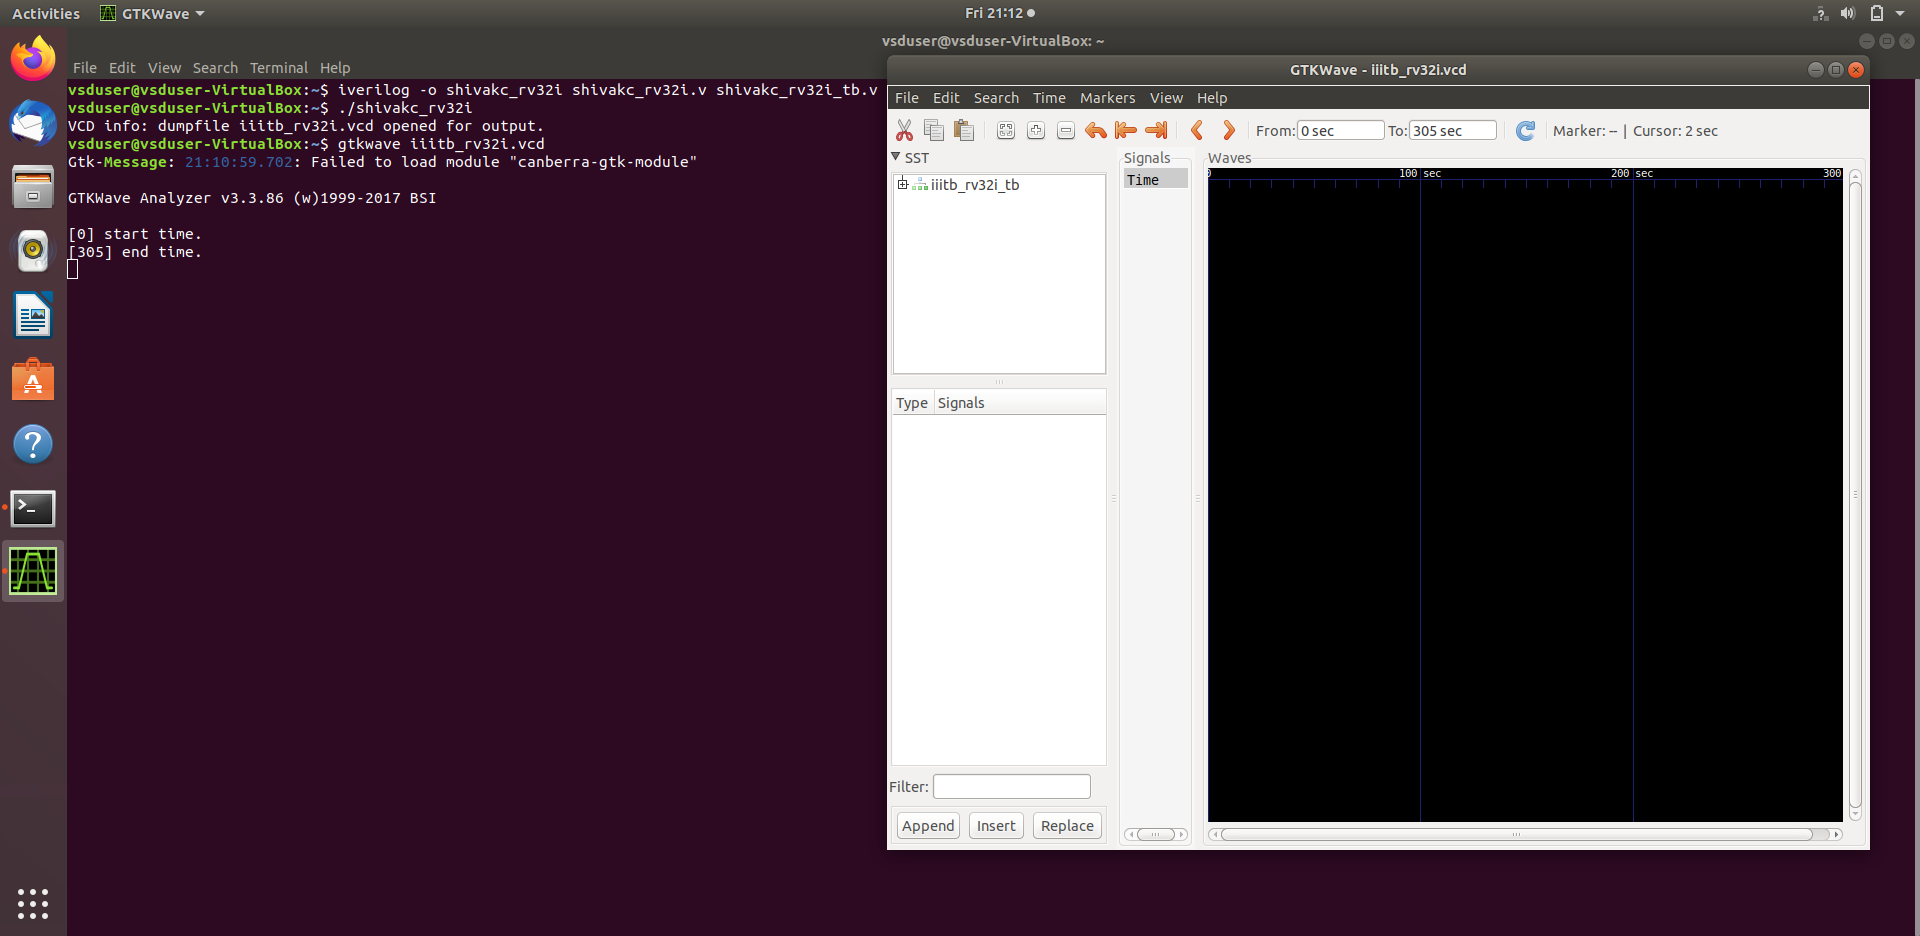 Activities GTKWave Fri 21:12
vsduser@vsduser-VirtualBox: ~
File Edit View Search Terminal Help
vsduser@vsduser-VirtualBox:~$ iverilog -o shivakc_rv32i shivakc_rv32i.v shivakc_rv32i_tb.v
vsduser@vsduser-VirtualBox:~$ ./shivakc_rv32i
VCD info: dumpfile iiitb_rv32i.vcd opened for output.
vsduser@vsduser-VirtualBox:~$ gtkwave iiitb_rv32i.vcd
Gtk-Message: 21:10:59.702: Failed to load module "canberra-gtk-module"
GTKWave Analyzer v3.3.86 (w)1999-2017 BSI
[0] start time.
[305] end time.
GTKWave - iiitb_rv32i.vcd
File Edit Search Time Markers View Help
From: 0 sec To: 305 sec Marker: -- | Cursor: 2 sec
SST
iiitb_rv32i_tb
Type Signals
Filter:
Append Insert Replace
Signals
Time
Waves
0 100 sec 200 sec 300